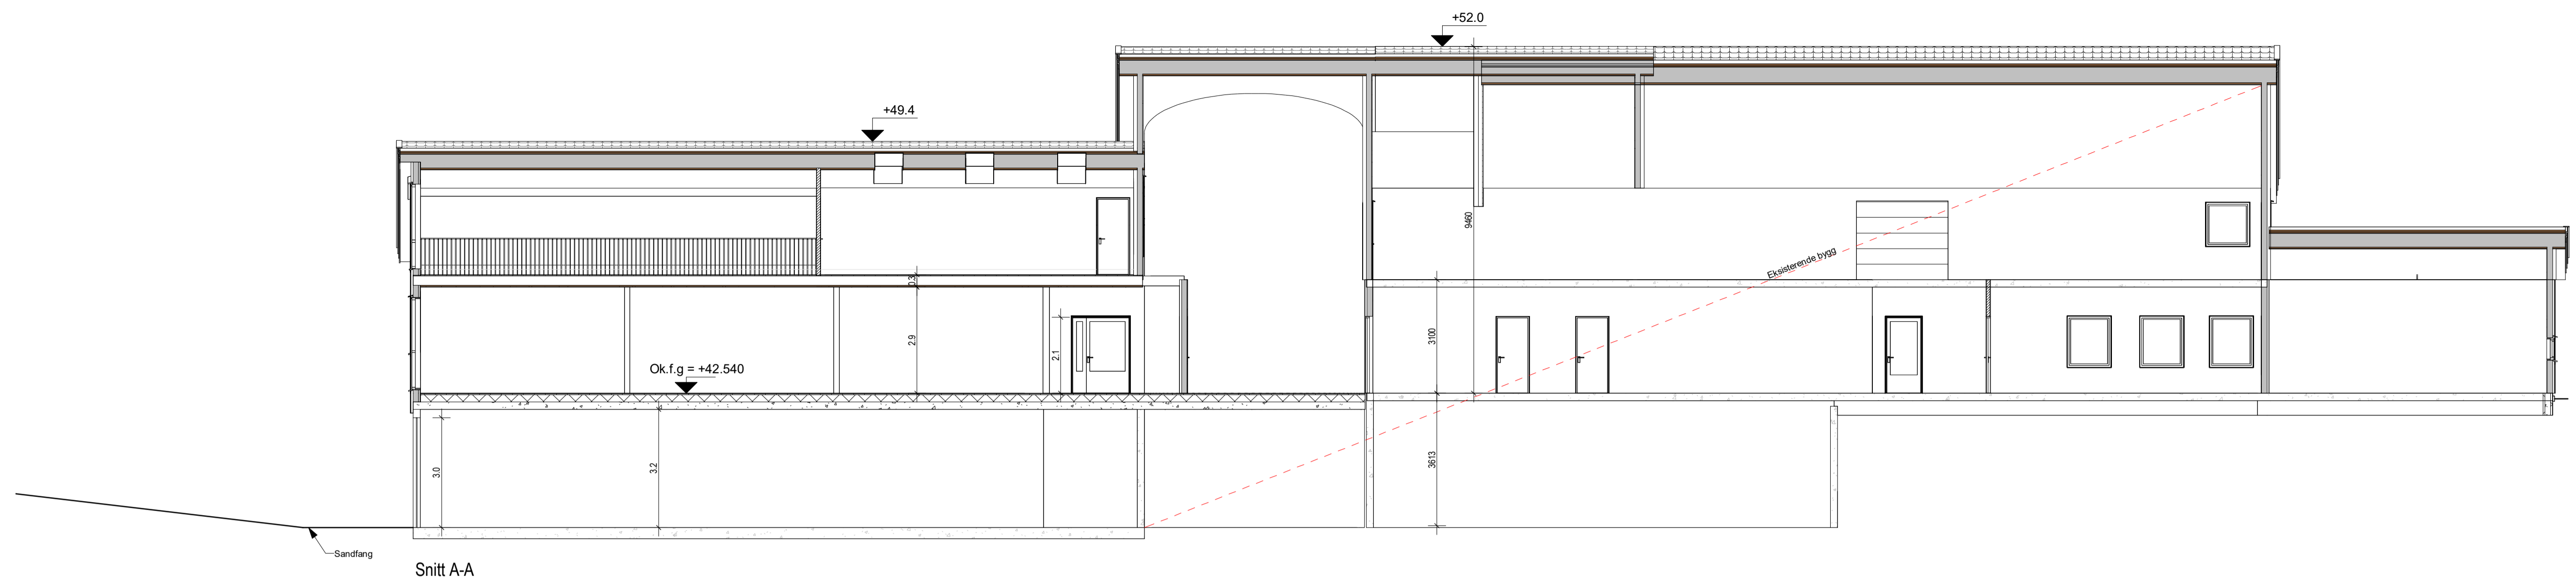 +52.0
+49.4
9460
Eksisterende bygg
0.3
2.9
2.1
3100
Ok.f.g = +42.540
3.0
3.2
3613
Sandfang
Snitt A-A